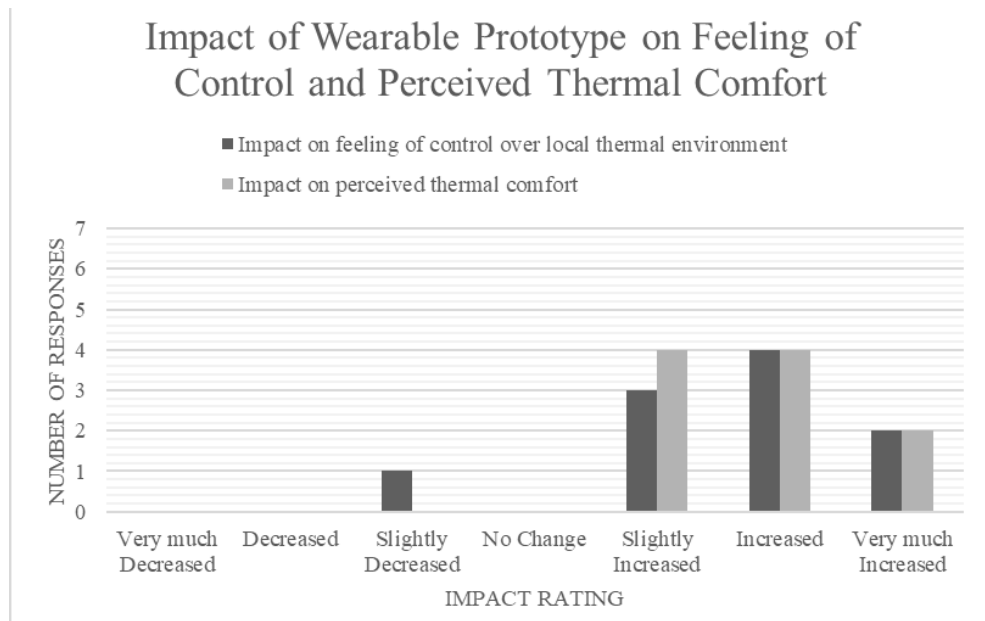 Impact of Wearable Prototype on Feeling of
Control and Perceived Thermal Comfort
Impact on feeling of control over local thermal environment
Impact on perceived thermal comfort
NUMBER OF RESPONSES
7
6
5
4
3
2
1
0
Very much
Decreased
Decreased
Slightly
Decreased
No Change
Slightly
Increased
Increased
Very much
Increased
IMPACT RATING